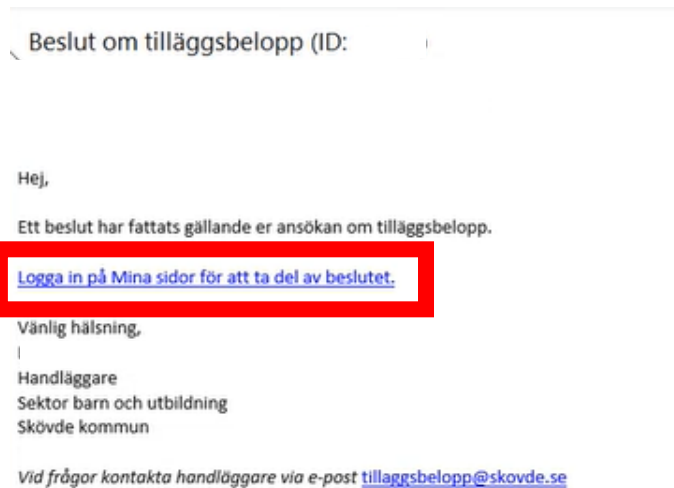 Beslut om tilläggsbelopp (ID:
Hej,
Ett beslut har fattats gällande er ansökan om tilläggsbelopp.
Logga in på Mina sidor för att ta del av beslutet.
Vänlig hälsning,
Handläggare
Sektor barn och utbildning
Skövde kommun
Vid frågor kontakta handläggare via e-post tillaggsbelopp@skovde.se